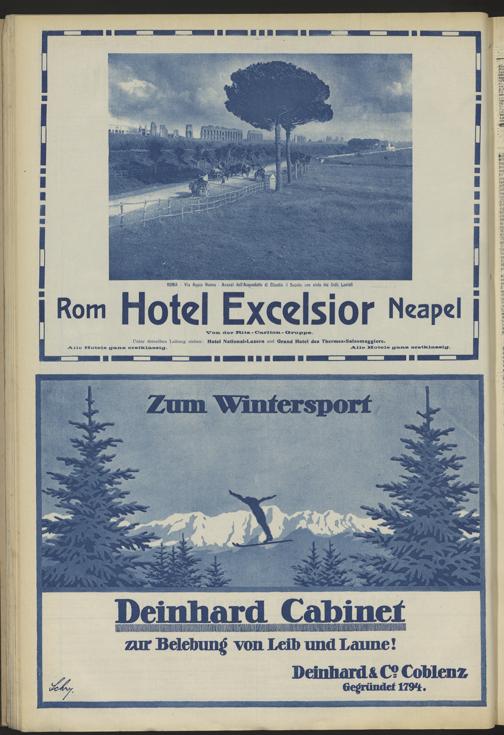 ROMA - Via Appia Nuova - Avanzi dell'Acquedotto di Claudio
Rom Hotel Excelsior Neapel
Von der Ritz-Carlton-Gruppe.
Unter derselben Leitung stehen: Hotel National-Luzern und Grand Hotel des Thermes-Salsomaggiore.
Alle Hotels ganz erstklassig. Alle Hotels ganz erstklassig.
Zum Wintersport
Deinhard Cabinet
zur Belebung von Leib und Laune!
Deinhard & Co Coblenz
Gegründet 1794.